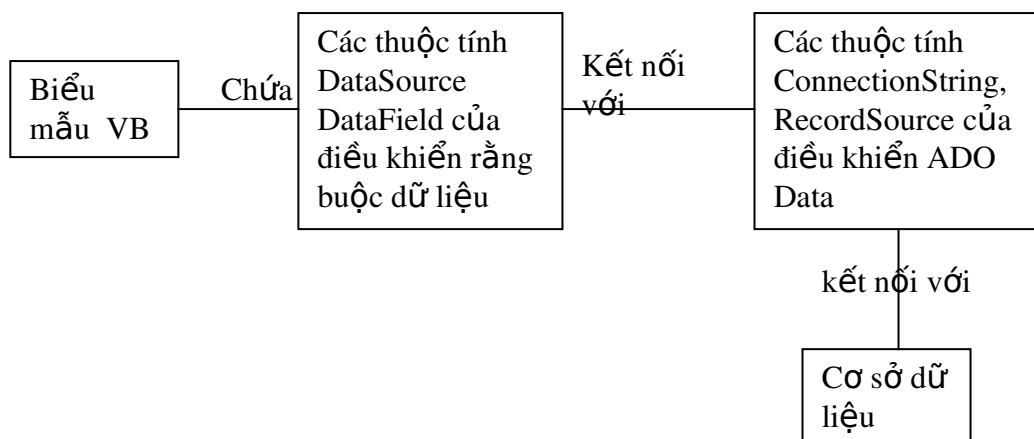 Biểu
mẫu VB
Chứa
Các thuộc tính
DataSource
DataField của
điều khiển rằng
buộc dữ liệu
Kết nối
với
Các thuộc tính
ConnectionString,
RecordSource của
điều khiển ADO
Data
kết nối với
Cơ sở dữ
liệu